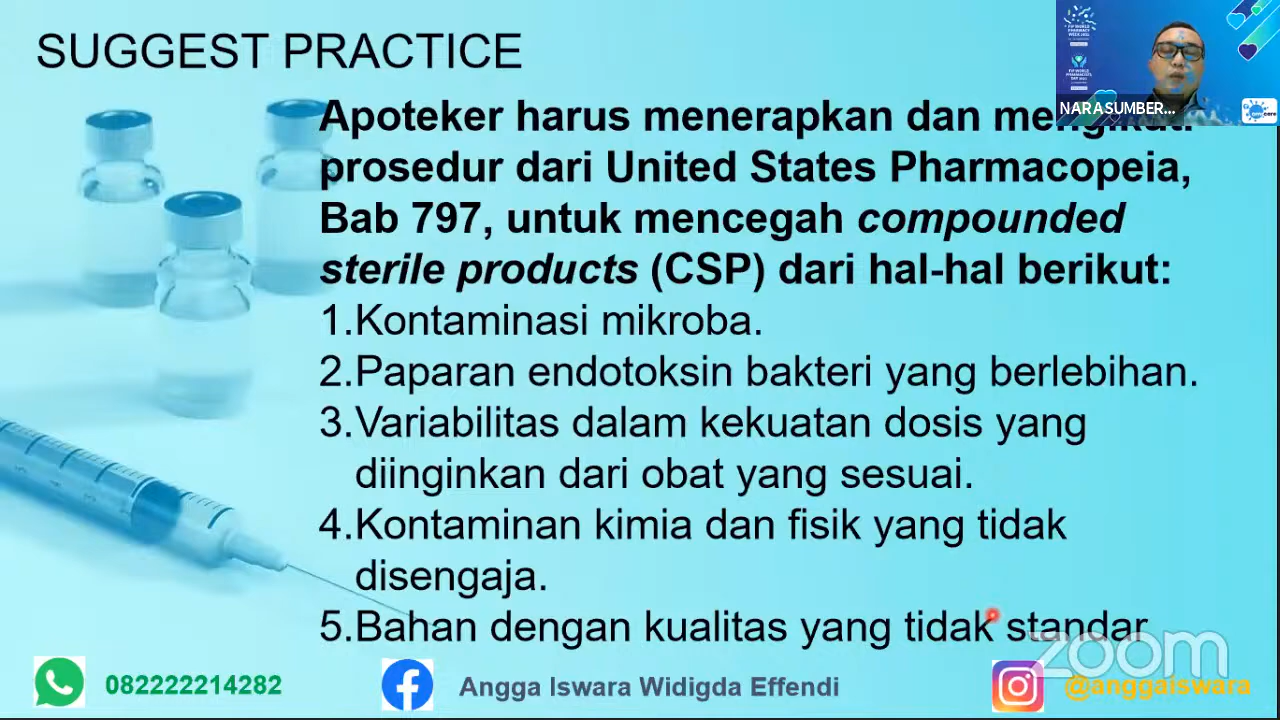 SUGGEST PRACTICE
Apoteker harus menerapkan dan mengikuti
prosedur dari United States Pharmacopeia,
Bab 797, untuk mencegah compounded
sterile products (CSP) dari hal-hal berikut:
1.Kontaminasi mikroba.
2.Paparan endotoksin bakteri yang berlebihan.
3.Variabilitas dalam kekuatan dosis yang
diinginkan dari obat yang sesuai.
4.Kontaminan kimia dan fisik yang tidak
disengaja.
5.Bahan dengan kualitas yang tidak standar
NARASUMBER...
zoom
082222214282
Angga Iswara Widigda Effendi
@anggaiswara